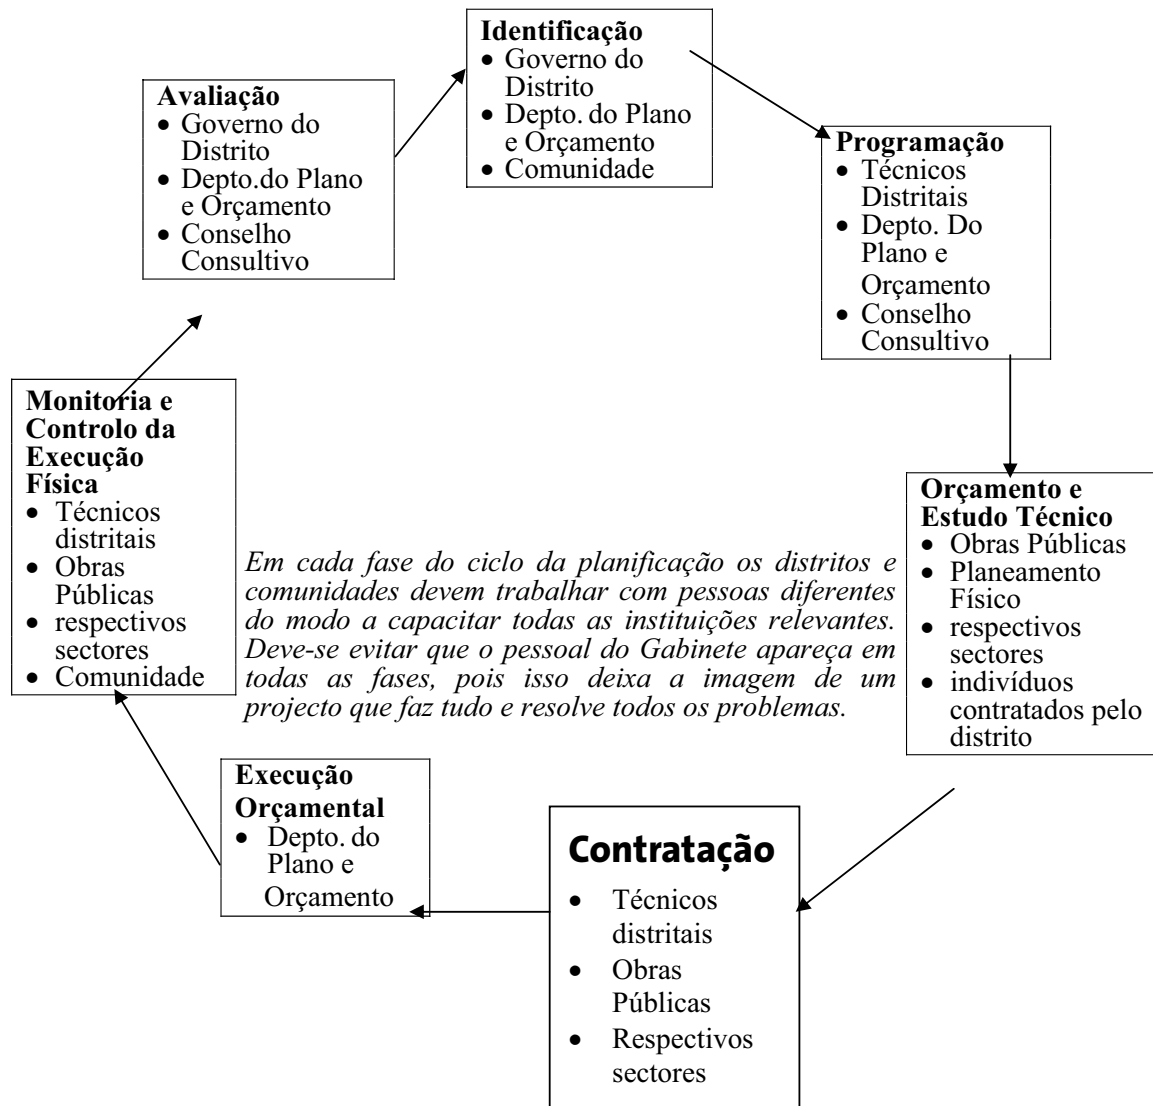 Identificação
• Governo do
Distrito
• Depto. do Plano
e Orçamento
• Comunidade
Avaliação
• Governo do
Distrito
• Depto.do Plano
e Orçamento
• Conselho
Consultivo
Programação
• Técnicos
Distritais
• Depto. Do
Plano e
Orçamento
• Conselho
Consultivo
Monitoria e
Controlo da
Execução
Física
• Técnicos
distritais
• Obras
Públicas
• respectivos
sectores
• Comunidade
Em cada fase do ciclo da planificação os distritos e
comunidades devem trabalhar com pessoas diferentes
do modo a capacitar todas as instituições relevantes.
Deve-se evitar que o pessoal do Gabinete apareça em
todas as fases, pois isso deixa a imagem de um
projecto que faz tudo e resolve todos os problemas.
Orçamento e
Estudo Técnico
• Obras Públicas
• Planeamento
Físico
• respectivos
sectores
• indivíduos
contratados pelo
distrito
Execução
Orçamental
• Depto. do
Plano e
Orçamento
Contratação
• Técnicos
distritais
• Obras
Públicas
• Respectivos
sectores